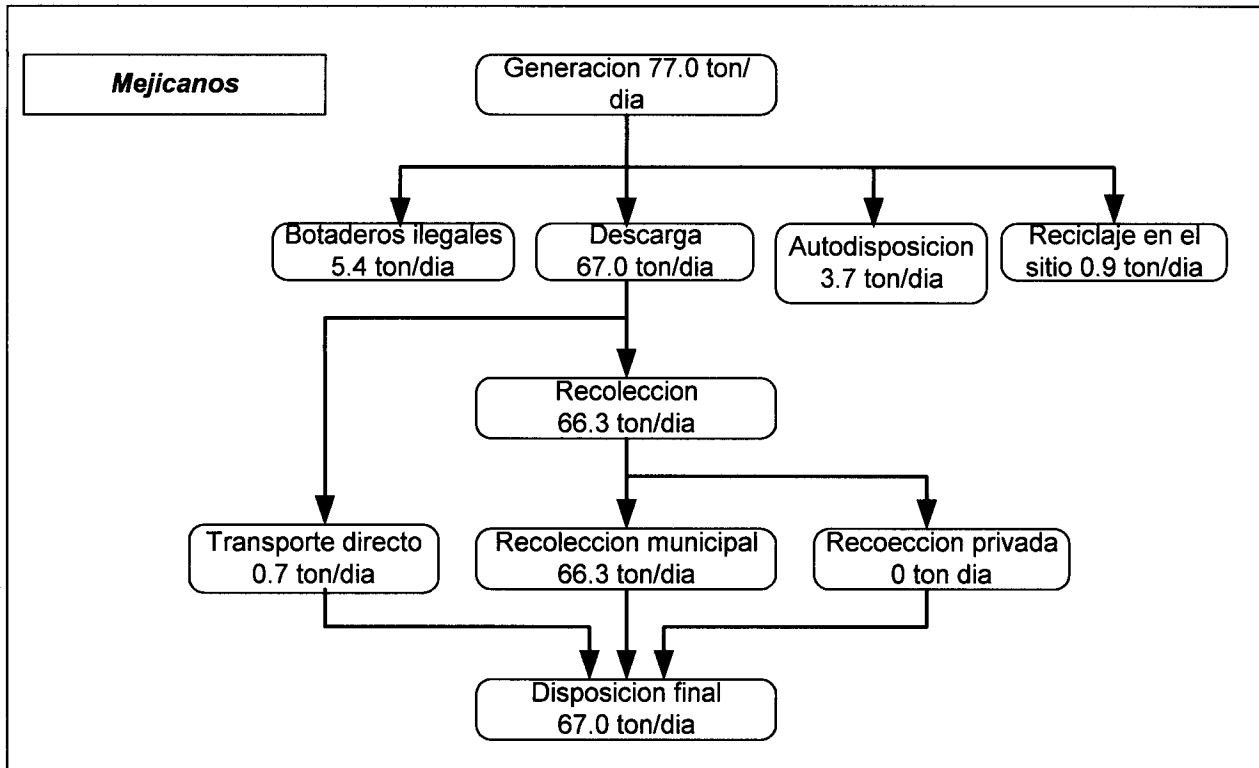 Mejicanos
Generacion 77.0 ton/
dia
Botaderos ilegales
5.4 ton/dia
Descarga
67.0 ton/dia
Autodisposicion
3.7 ton/dia
Reciclaje en el
sitio 0.9 ton/dia
Recoleccion
66.3 ton/dia
Transporte directo
0.7 ton/dia
Recoleccion municipal
66.3 ton/dia
Recoeccion privada
0 ton dia
Disposicion final
67.0 ton/dia